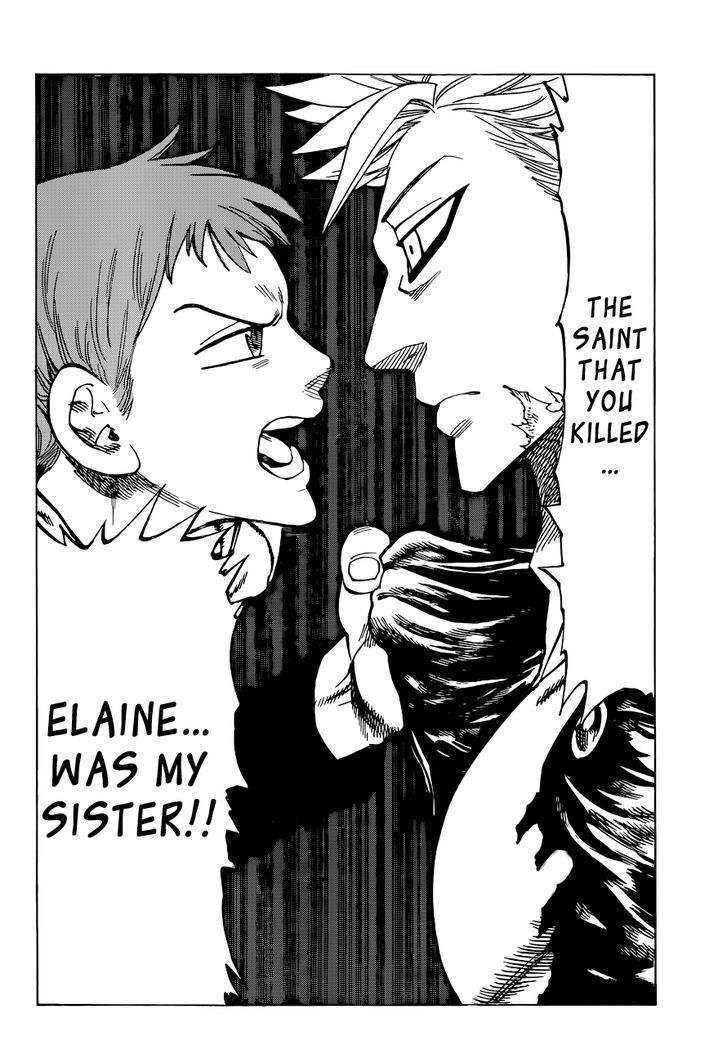 THE
SAINT
THAT
YOU
KILLED
...
ELAINE...
WAS MY
SISTER!!